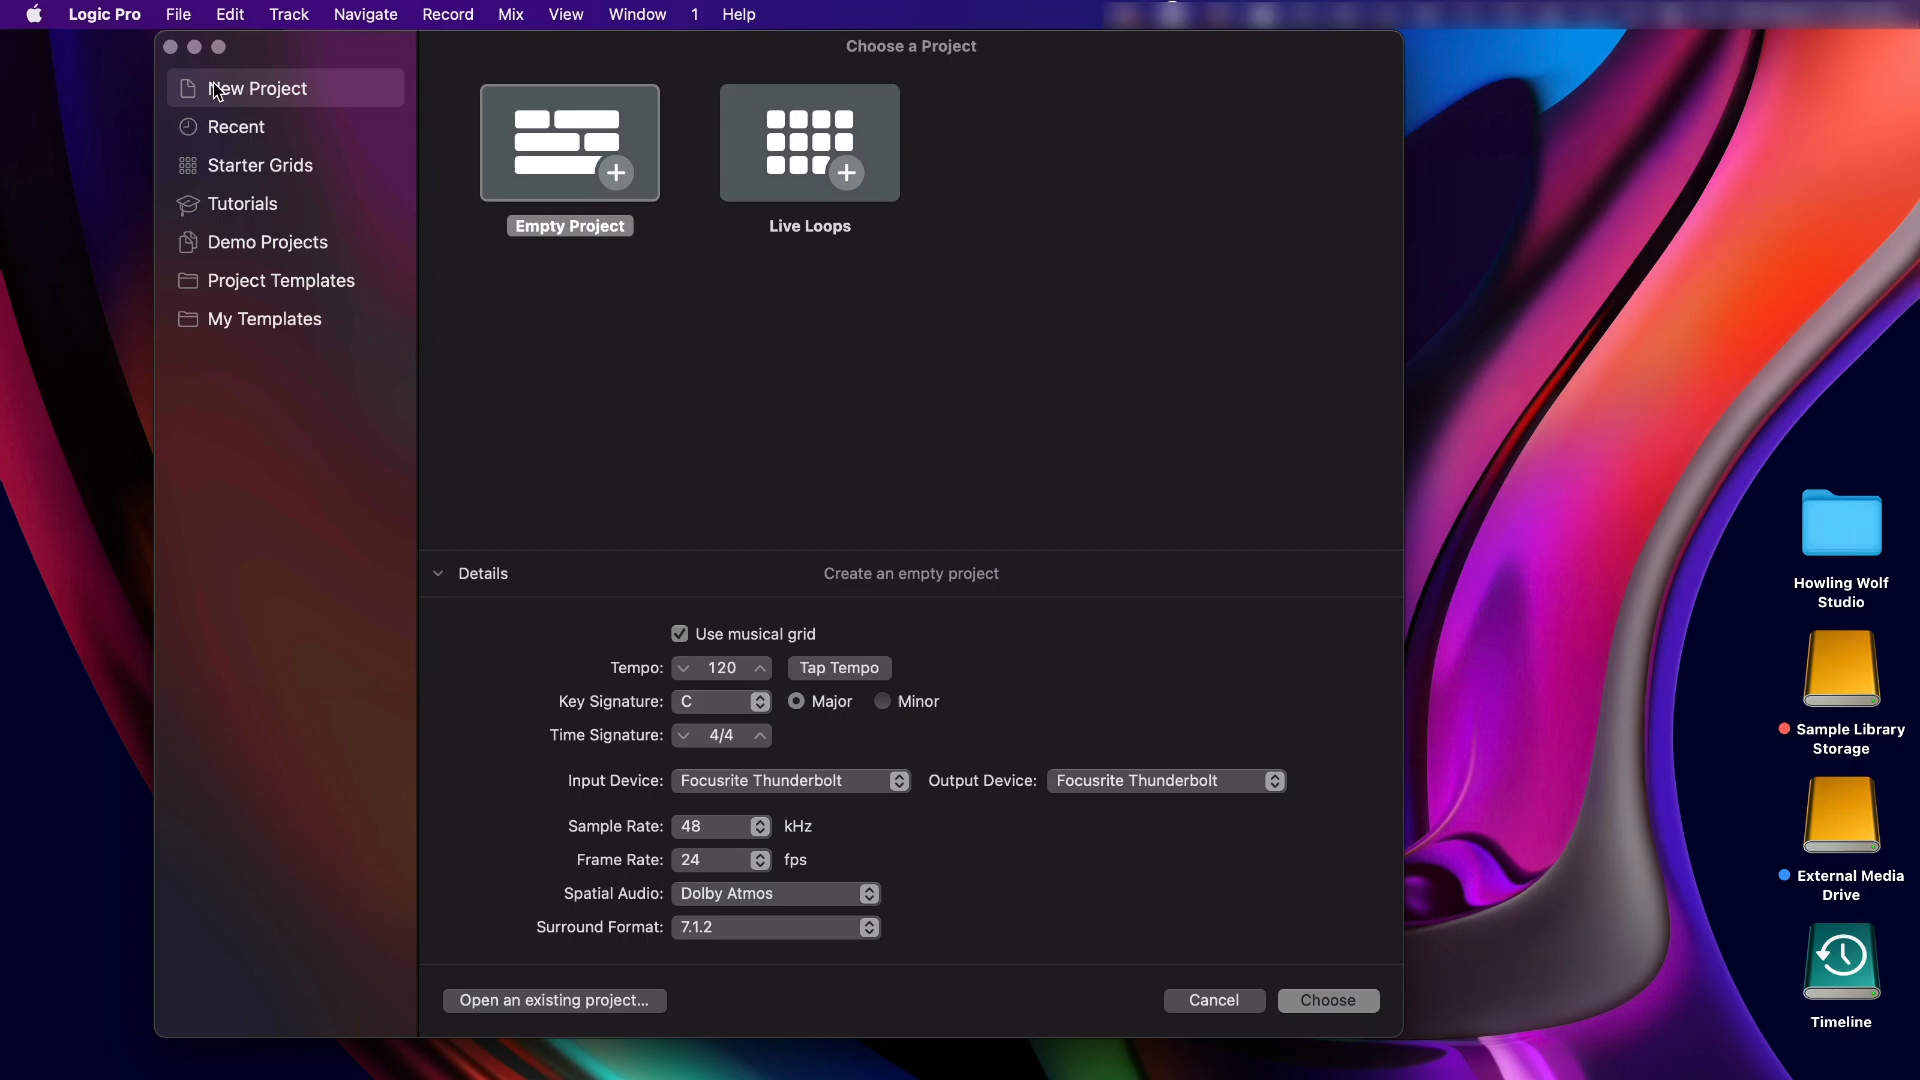 Logic Pro File Edit Track Navigate Record Mix View Window 1 Help
Choose a Project
New Project
Recent
Starter Grids
Tutorials
Demo Projects
Project Templates
My Templates
Empty Project
Live Loops
Details
Create an empty project
Use musical grid
Tempo: 120 Tap Tempo
Key Signature: C Major Minor
Time Signature: 4/4
Input Device: Focusrite Thunderbolt Output Device: Focusrite Thunderbolt
Sample Rate: 48 kHz
Frame Rate: 24 fps
Spatial Audio: Dolby Atmos
Surround Format: 7.1.2
Open an existing project... Cancel Choose
Howling Wolf
Studio
Sample Library
Storage
External Media
Drive
Timeline